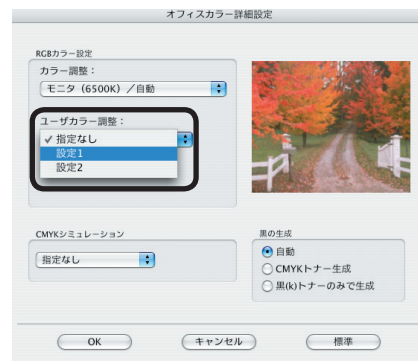 オフィスカラー詳細設定
RGBカラー設定
カラー調整：
モニタ（6500K）／自動
ユーザカラー調整：
✓ 指定なし
設定1
設定2
CMYKシミュレーション
指定なし
黒の生成
自動
CMYKトナー生成
黒(k)トナーのみで生成
OK
キャンセル
標準